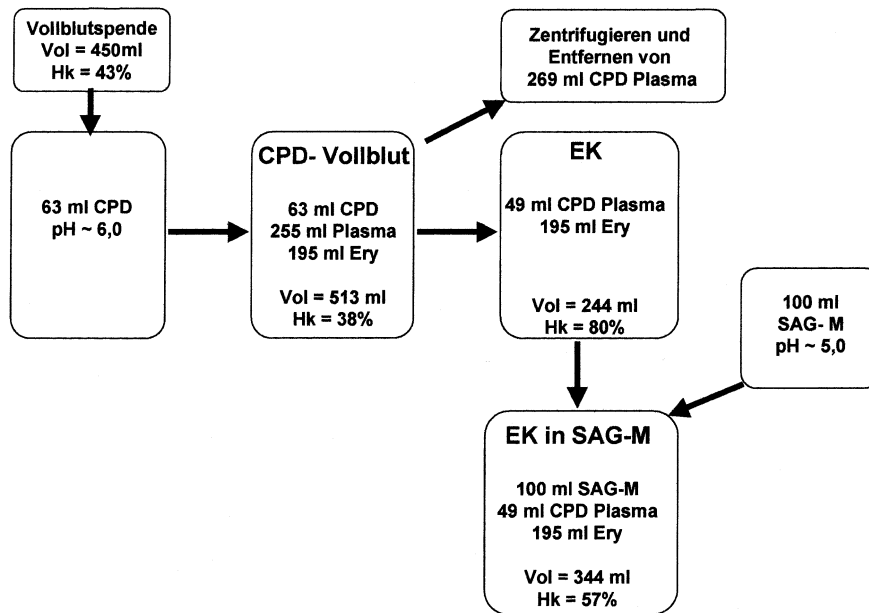 Vollblutspende
Vol = 450ml
Hk = 43%
Zentrifugieren und
Entfernen von
269 ml CPD Plasma
63 ml CPD
pH ~ 6,0
CPD- Vollblut
63 ml CPD
255 ml Plasma
195 ml Ery
Vol = 513 ml
Hk = 38%
EK
49 ml CPD Plasma
195 ml Ery
Vol = 244 ml
Hk = 80%
100 ml
SAG- M
pH ~ 5,0
EK in SAG-M
100 ml SAG-M
49 ml CPD Plasma
195 ml Ery
Vol = 344 ml
Hk = 57%